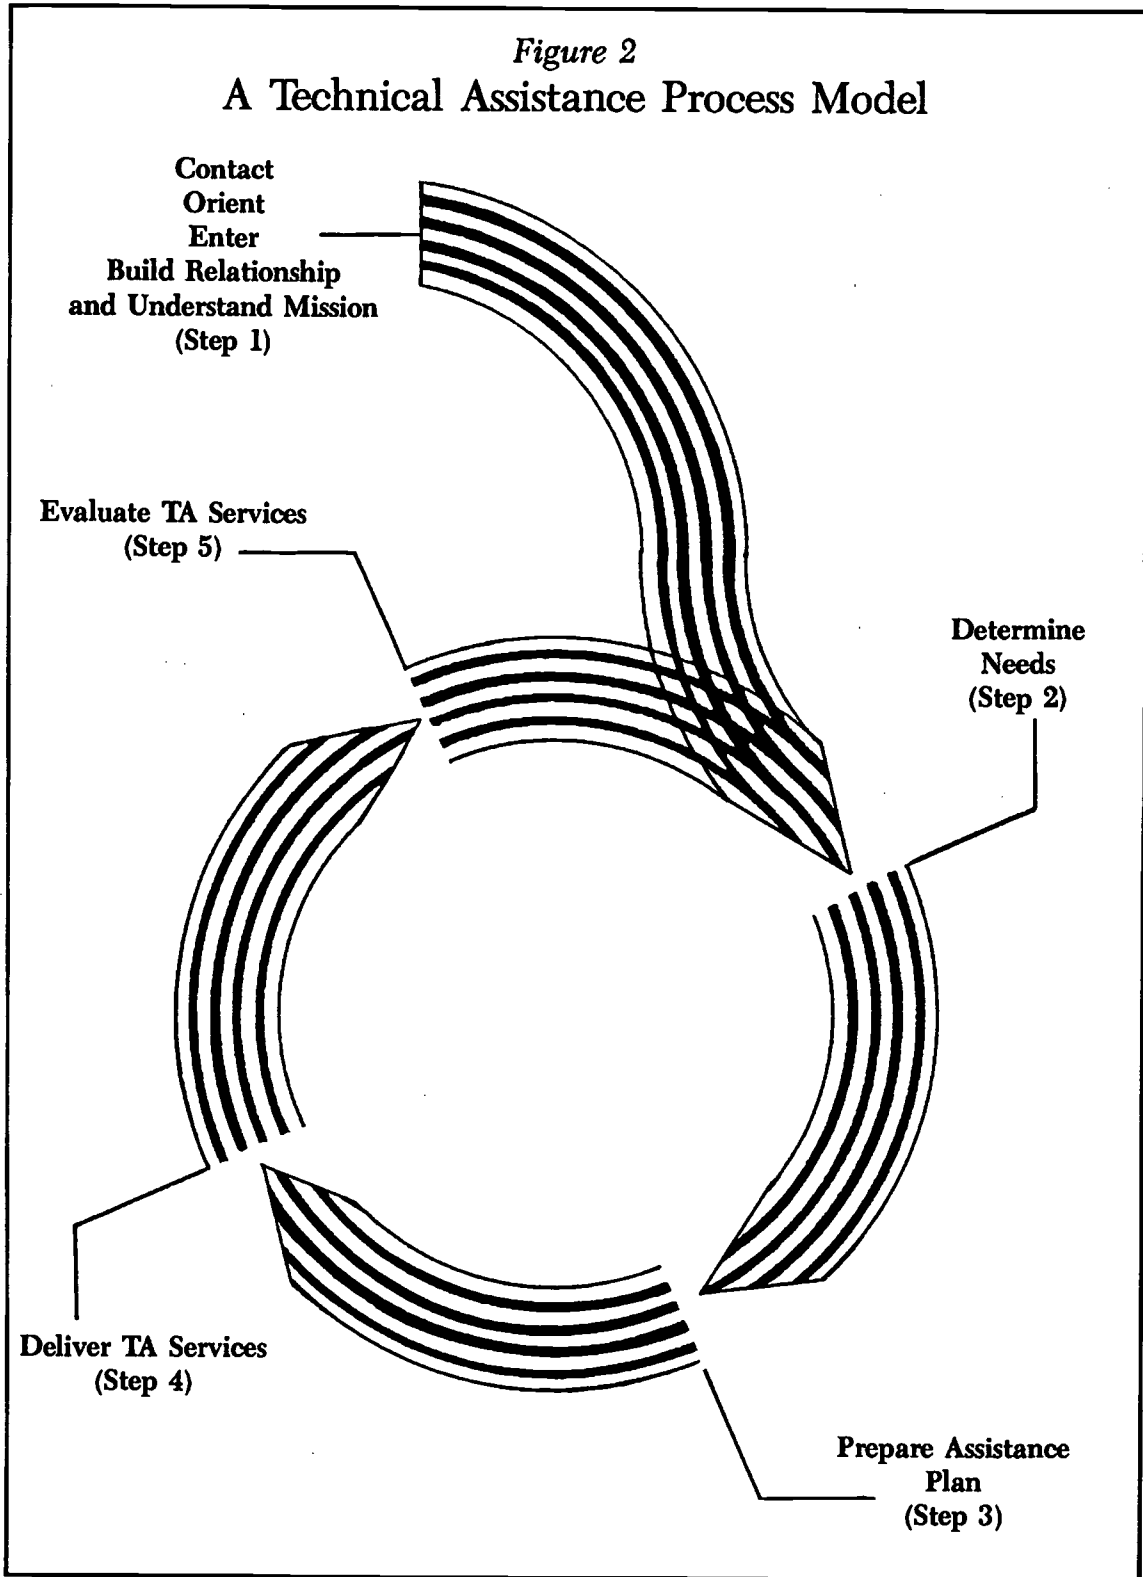 Figure 2
A Technical Assistance Process Model
Contact
Orient
Enter
Build Relationship
and Understand Mission
(Step 1)
Evaluate TA Services
(Step 5)
Determine
Needs
(Step 2)
Deliver TA Services
(Step 4)
Prepare Assistance
Plan
(Step 3)